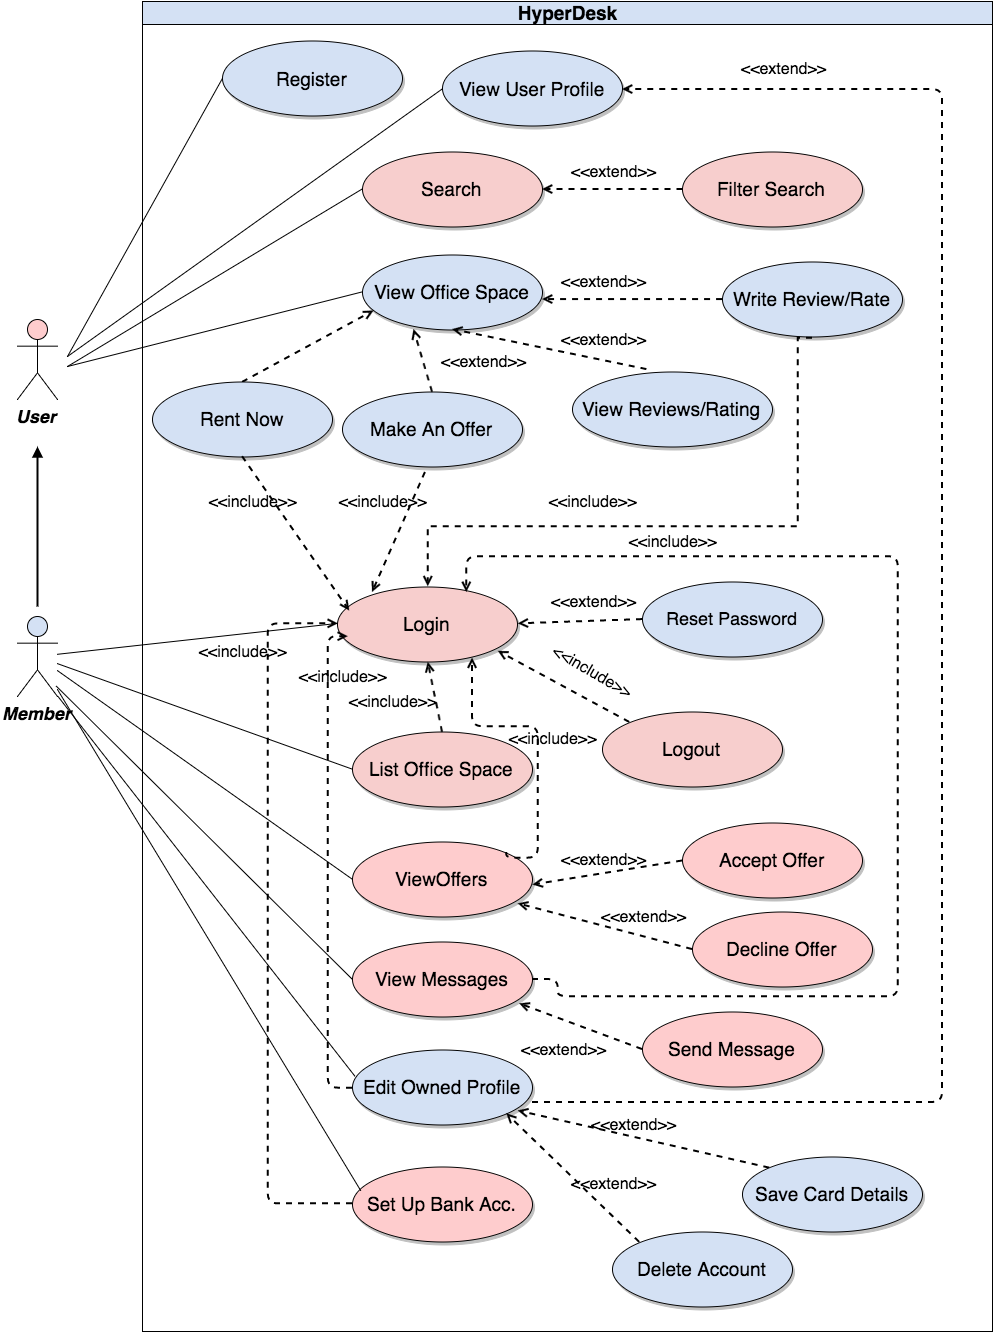 HyperDesk
Register
View User Profile
<<extend>>
Search
<<extend>>
Filter Search
View Office Space
<<extend>>
Write Review/Rate
<<extend>>
<<extend>>
User
Rent Now
Make An Offer
View Reviews/Rating
<<include>>
<<include>>
<<include>>
<<include>>
Login
<<extend>>
Reset Password
<<include>>
<<include>>
<<include>>
<<include>>
Member
List Office Space
<<include>>
Logout
ViewOffers
<<extend>>
Accept Offer
<<extend>>
Decline Offer
View Messages
<<extend>>
Send Message
Edit Owned Profile
<<extend>>
Set Up Bank Acc.
<<extend>>
Save Card Details
Delete Account